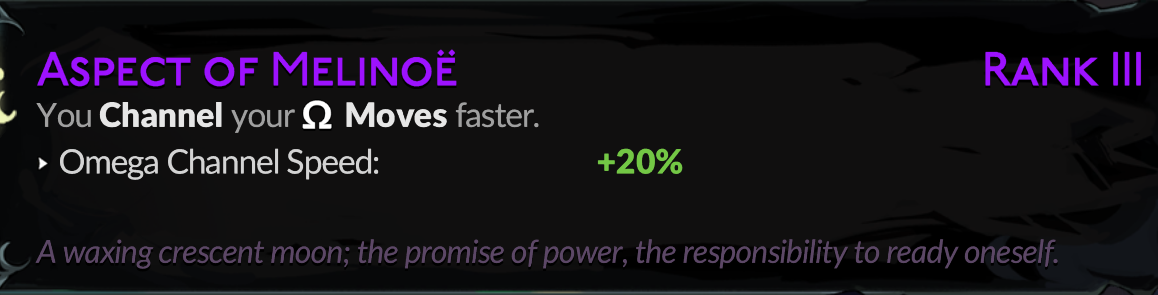 Aspect of Melinoë Rank III
You Channel your Ω Moves faster.
▸ Omega Channel Speed: +20%
A waxing crescent moon; the promise of power, the responsibility to ready oneself.